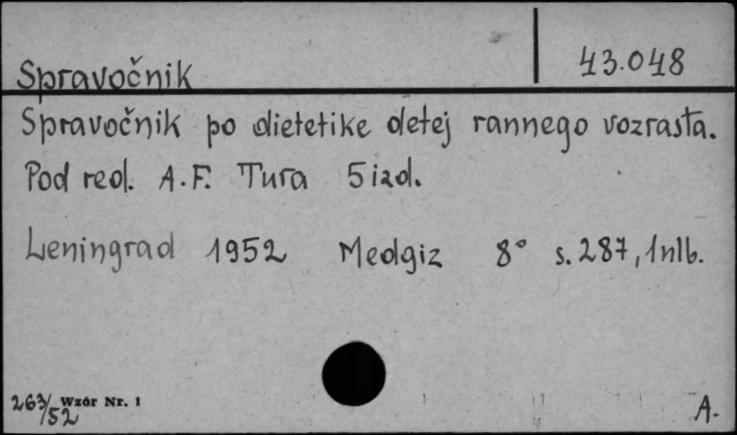 43.048
Spravočnik
Spravočnik po dietetike detej rannego vozrasta.
Pod red. A.F. Tura 5 izd.
Leningrad 1952 Medgiz 8° s. 287, 1 nlb.
263/52 Wzór Nr. 1
A.